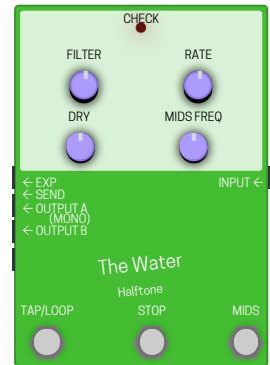 CHECK
FILTER RATE
DRY MIDS FREQ
← EXP INPUT ←
← SEND
← OUTPUT A
(MONO)
← OUTPUT B
The Water
Halftone
TAP/LOOP STOP MIDS